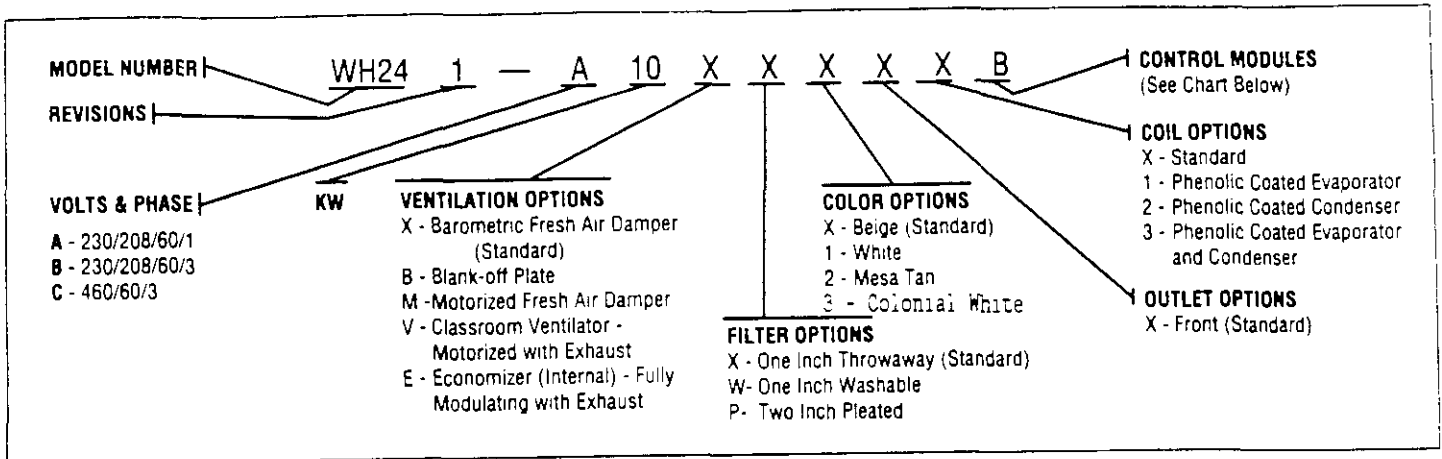 MODEL NUMBER
WH24 1 — A 10 X X X X X B
REVISIONS
VOLTS & PHASE
A - 230/208/60/1
B - 230/208/60/3
C - 460/60/3
KW
VENTILATION OPTIONS
X - Barometric Fresh Air Damper
(Standard)
B - Blank-off Plate
M -Motorized Fresh Air Damper
V - Classroom Ventilator -
Motorized with Exhaust
E - Economizer (Internal) - Fully
Modulating with Exhaust
FILTER OPTIONS
X - One Inch Throwaway (Standard)
W- One Inch Washable
P- Two Inch Pleated
COLOR OPTIONS
X - Beige (Standard)
1 - White
2 - Mesa Tan
3 - Colonial White
OUTLET OPTIONS
X - Front (Standard)
COIL OPTIONS
X - Standard
1 - Phenolic Coated Evaporator
2 - Phenolic Coated Condenser
3 - Phenolic Coated Evaporator
and Condenser
CONTROL MODULES
(See Chart Below)